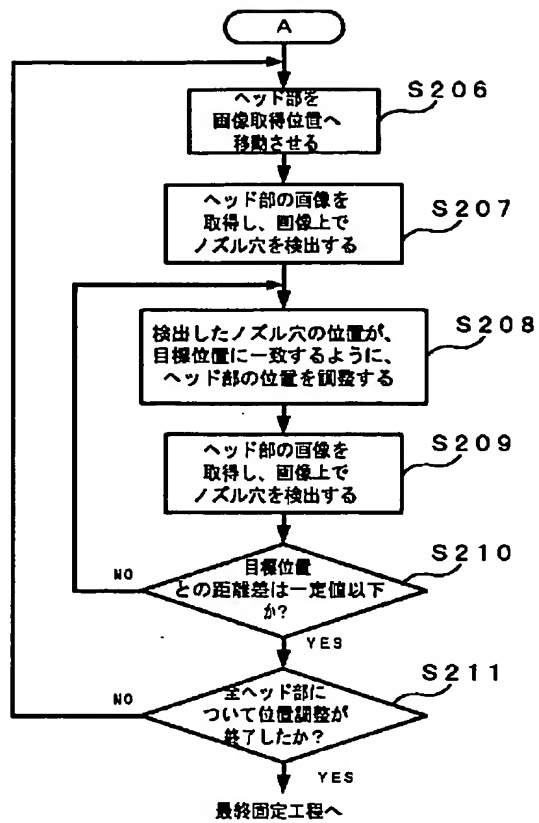 A
S206
ヘッド部を
画像取得位置へ
移動させる
S207
ヘッド部の画像を
取得し、画像上で
ノズル穴を検出する
S208
検出したノズル穴の位置が、
目標位置に一致するように、
ヘッド部の位置を調整する
S209
ヘッド部の画像を
取得し、画像上で
ノズル穴を検出する
S210
目標位置
との距離差は一定値以下
か?
NO
YES
S211
全ヘッド部に
ついて位置調整が
終了したか?
NO
YES
最終固定工程へ